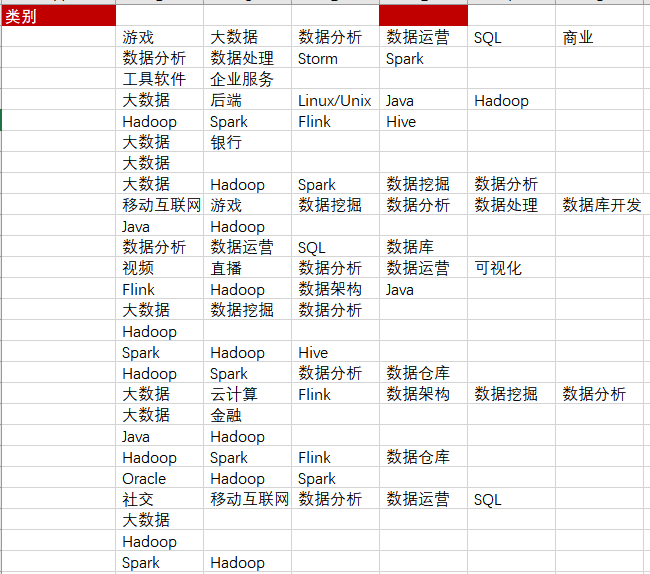 类别
游戏 大数据 数据分析 数据运营 SQL 商业
数据分析 数据处理 Storm Spark
工具软件 企业服务
大数据 后端 Linux/Unix Java Hadoop
Hadoop Spark Flink Hive
大数据 银行
大数据
大数据 Hadoop Spark 数据挖掘 数据分析
移动互联网 游戏 数据挖掘 数据分析 数据处理 数据库开发
Java Hadoop
数据分析 数据运营 SQL 数据库
视频 直播 数据分析 数据运营 可视化
Flink Hadoop 数据架构 Java
大数据 数据挖掘 数据分析
Hadoop
Spark Hadoop Hive
Hadoop Spark 数据分析 数据仓库
大数据 云计算 Flink 数据架构 数据挖掘 数据分析
大数据 金融
Java Hadoop
Hadoop Spark Flink 数据仓库
Oracle Hadoop Spark
社交 移动互联网 数据分析 数据运营 SQL
大数据
Hadoop
Spark Hadoop